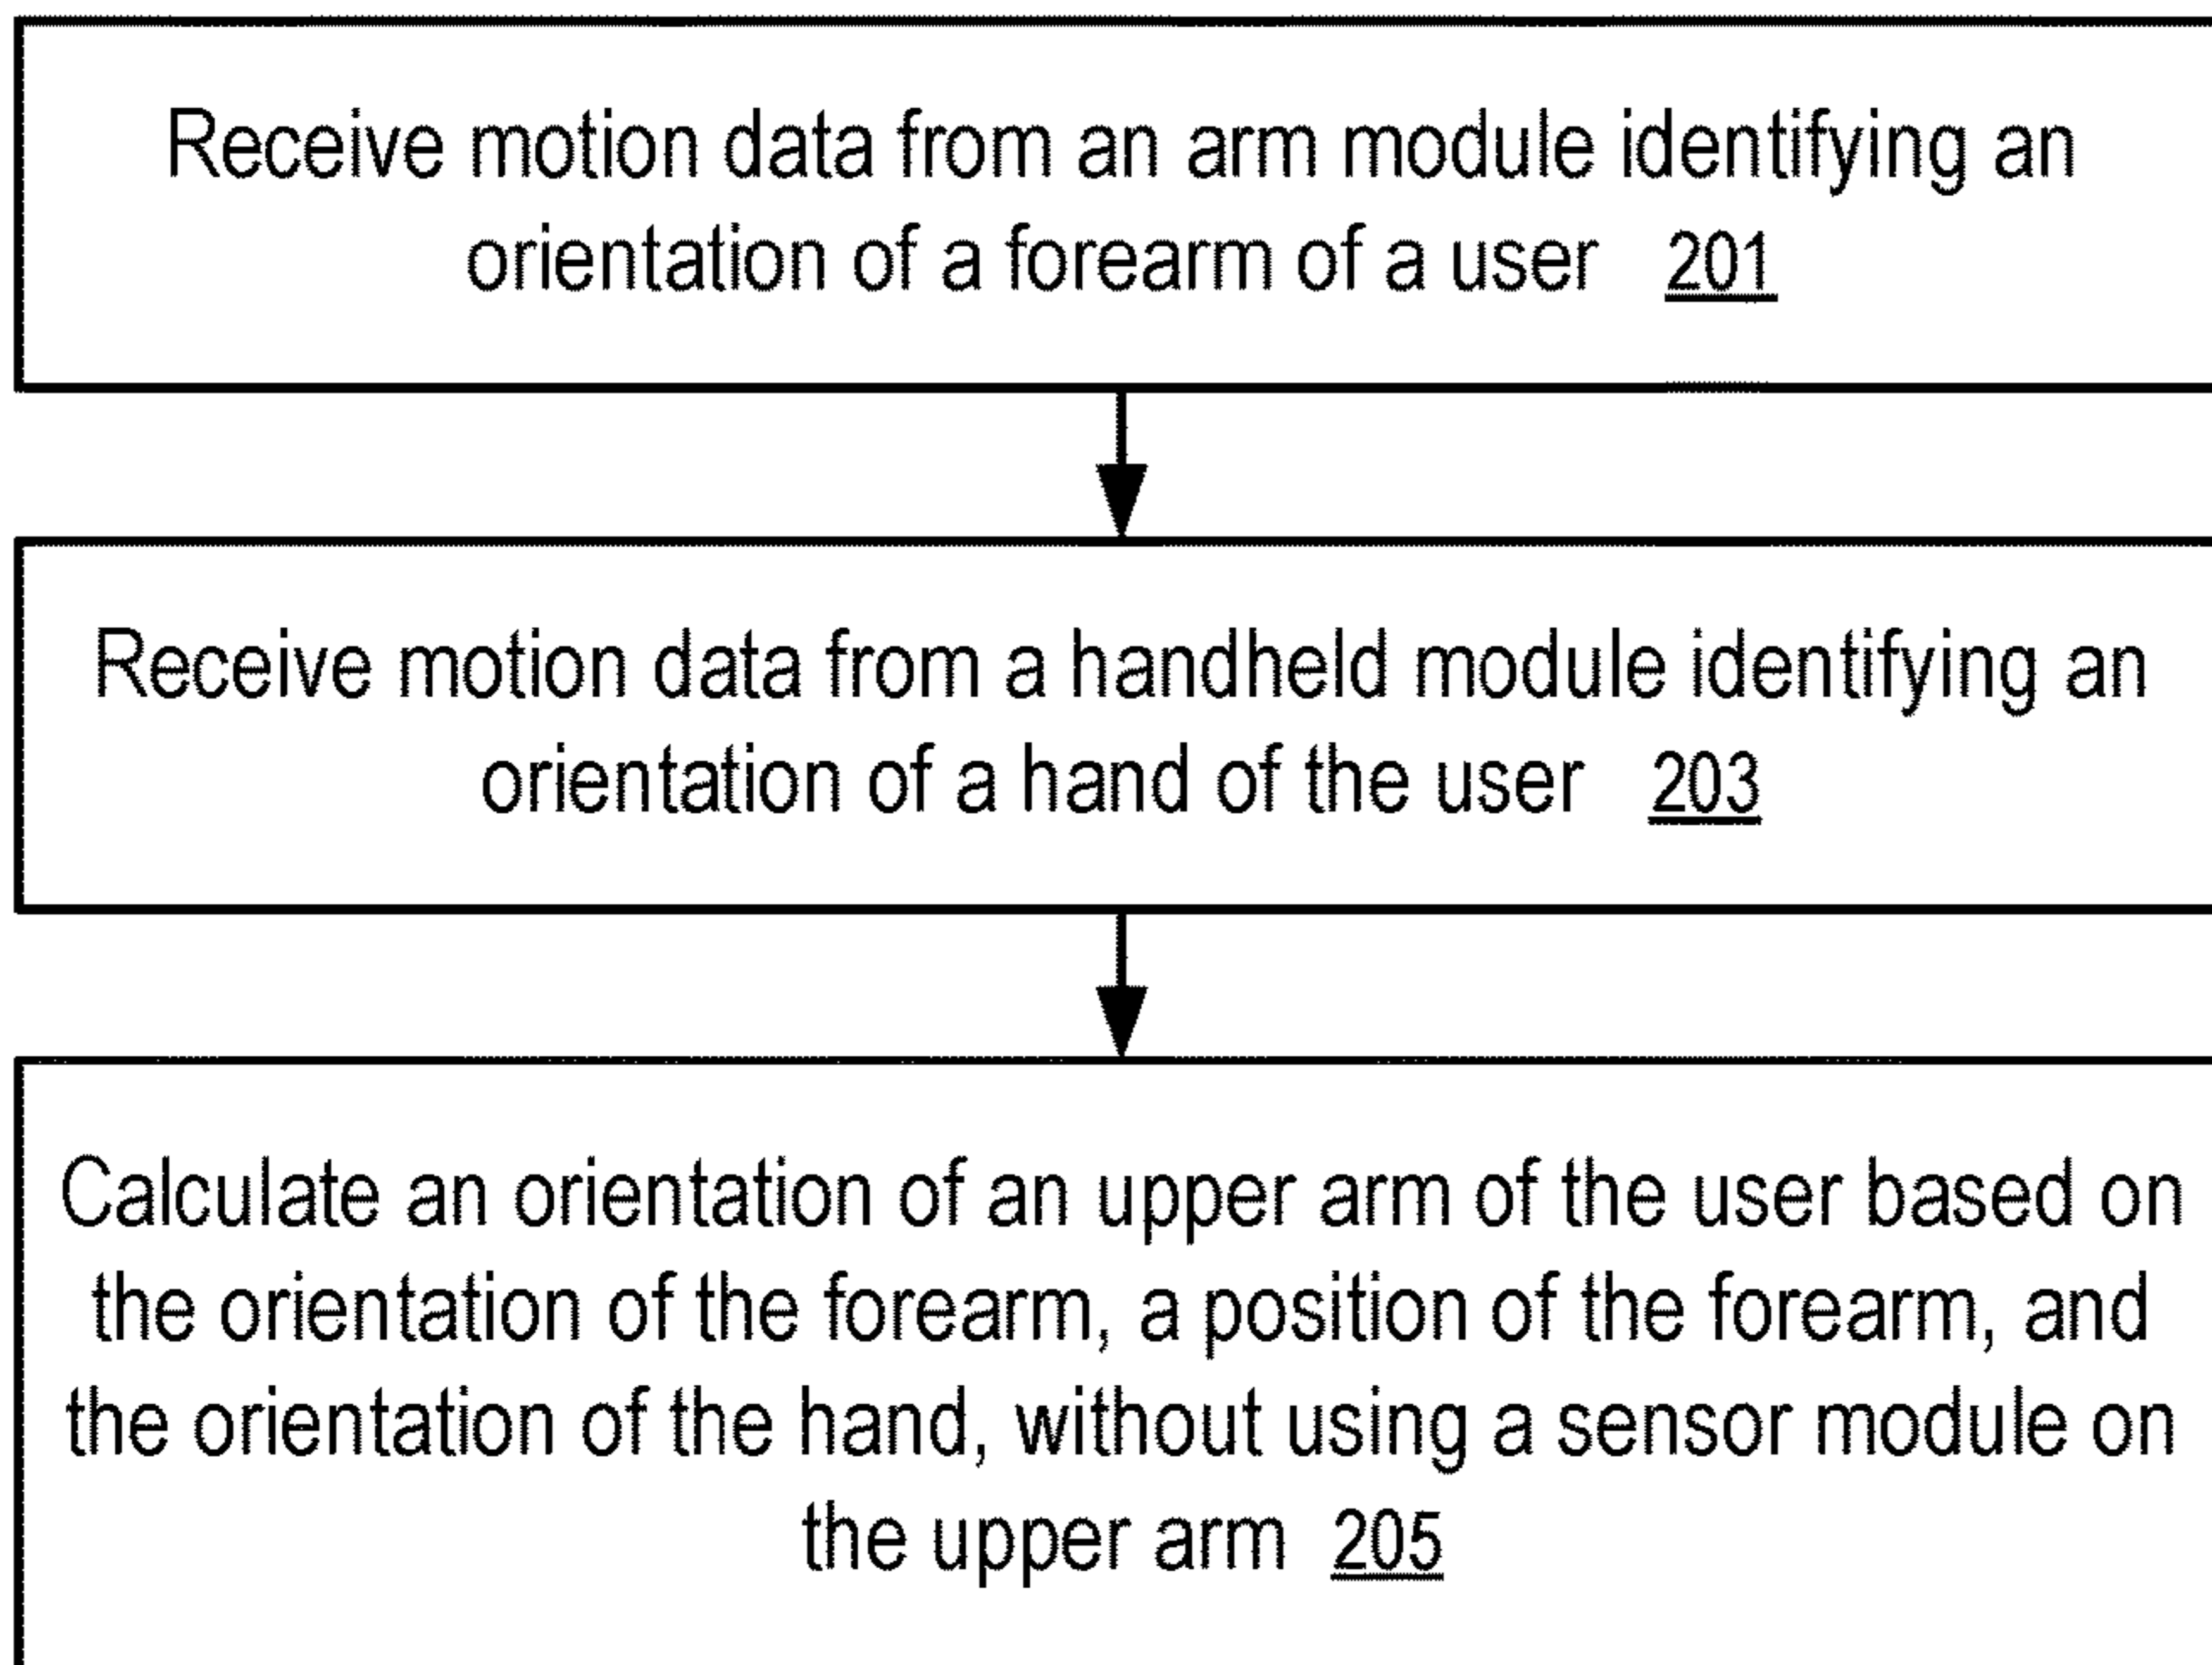 Receive motion data from an arm module identifying an
orientation of a forearm of a user 201
Receive motion data from a handheld module identifying an
orientation of a hand of the user 203
Calculate an orientation of an upper arm of the user based on
the orientation of the forearm, a position of the forearm, and
the orientation of the hand, without using a sensor module on
the upper arm 205